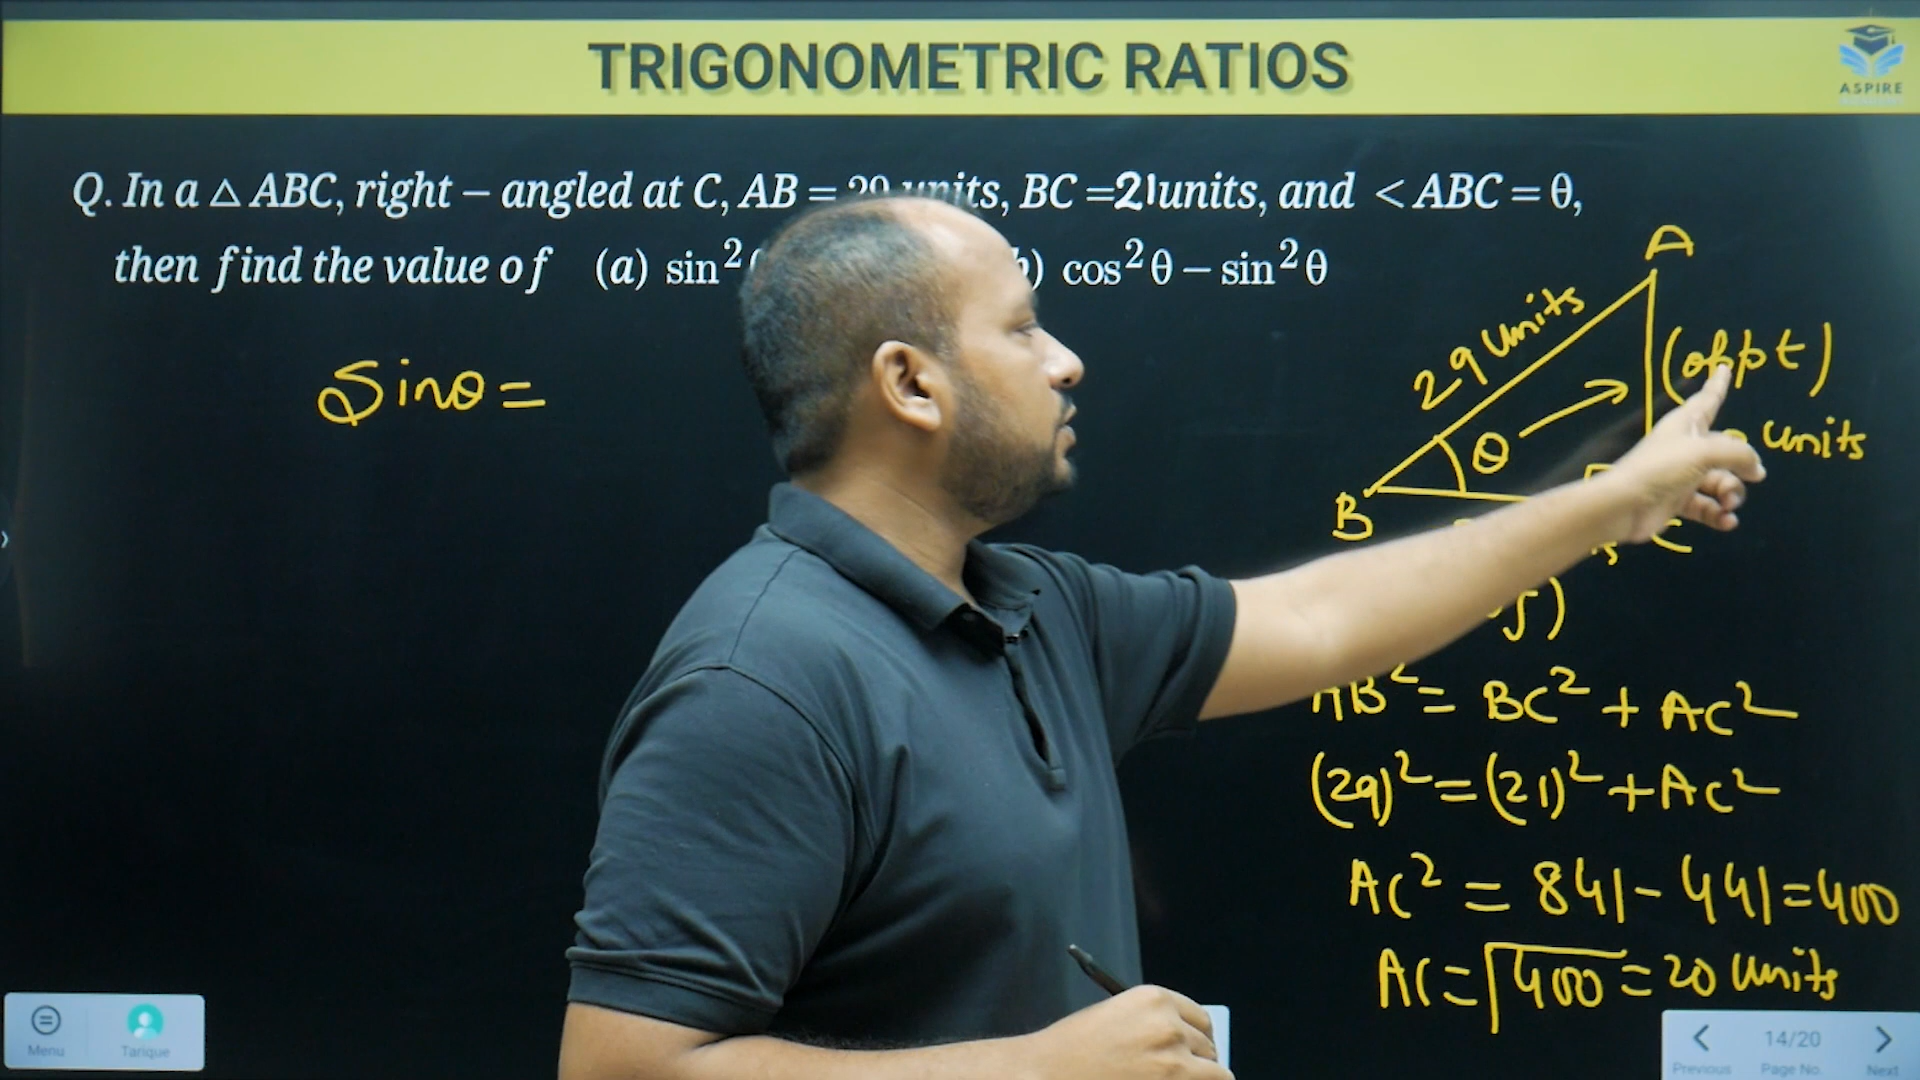 TRIGONOMETRIC RATIOS
ASPIRE
Q. In a △ ABC, right – angled at C, AB = 29 units, BC =21units, and < ABC = θ,
then find the value of (a) sin² b) cos²θ – sin²θ
Sinθ =
A
29 units
(oppt)
units
θ
B
C
AB² = BC² + AC²
(29)² = (21)² + AC²
AC² = 841 - 441 = 400
AC = √400 = 20 units
Menu
Tarique
14/20
Previous
Page No.
Next